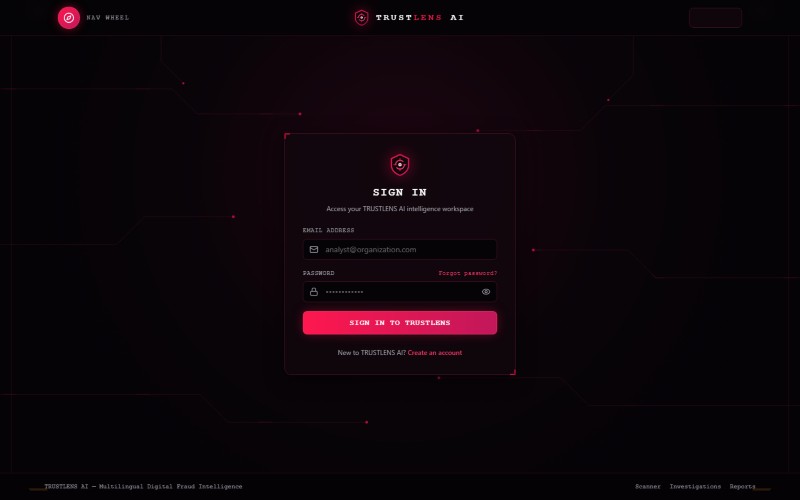 NAV WHEEL
TRUSTLENS AI
SIGN IN
Access your TRUSTLENS AI intelligence workspace
EMAIL ADDRESS
analyst@organization.com
PASSWORD
Forgot password?
••••••••••••
SIGN IN TO TRUSTLENS
New to TRUSTLENS AI? Create an account
TRUSTLENS AI — Multilingual Digital Fraud Intelligence
Scanner Investigations Reports